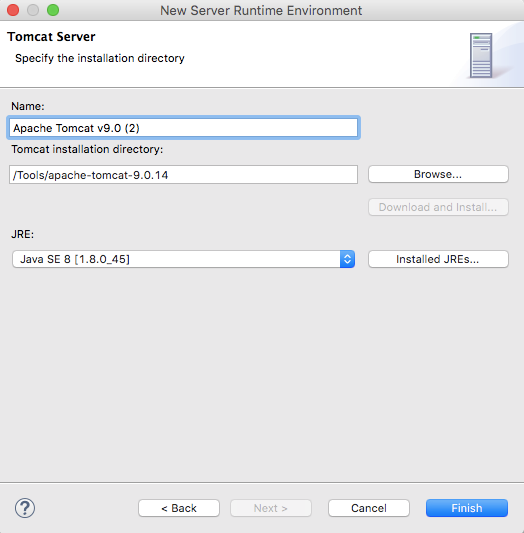 New Server Runtime Environment
Tomcat Server
Specify the installation directory
Name:
Apache Tomcat v9.0 (2)
Tomcat installation directory:
/Tools/apache-tomcat-9.0.14
Browse...
Download and Install...
JRE:
Java SE 8 [1.8.0_45]
Installed JREs...
?
< Back
Next >
Cancel
Finish